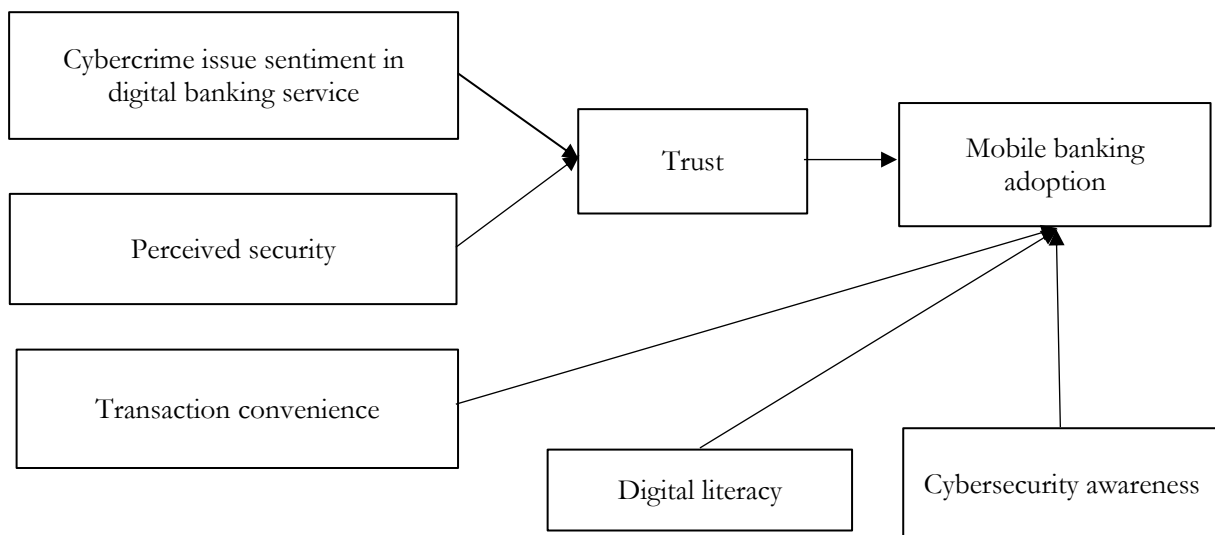 Cybercrime issue sentiment in
digital banking service
Trust
Mobile banking
adoption
Perceived security
Transaction convenience
Digital literacy
Cybersecurity awareness